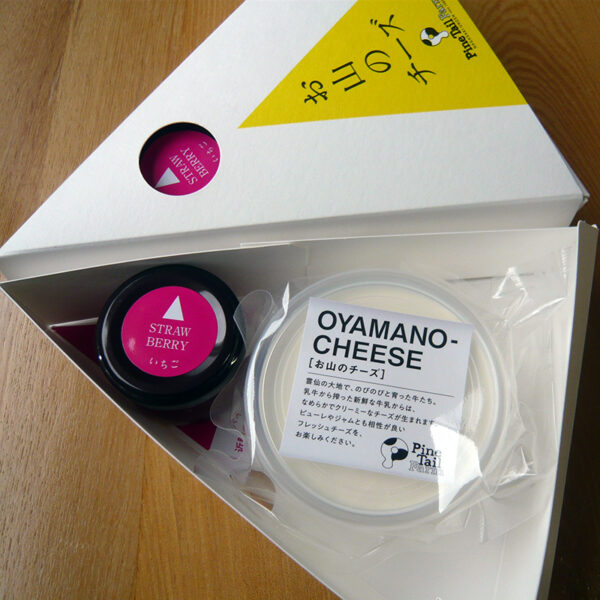 お山の
チーズ
Pine Tail
Farm
STRAW
BERRY
いちご
STRAW
BERRY
いちご
OYAMANO-
CHEESE
[お山のチーズ]
雲仙の大地で、のびのびと育った牛たち。
乳牛から搾った新鮮な牛乳からは、
なめらかでクリーミーなチーズが生まれます。
ピューレやジャムとも相性が良い
フレッシュチーズを、
お楽しみください。
Pine
Tail
Farm